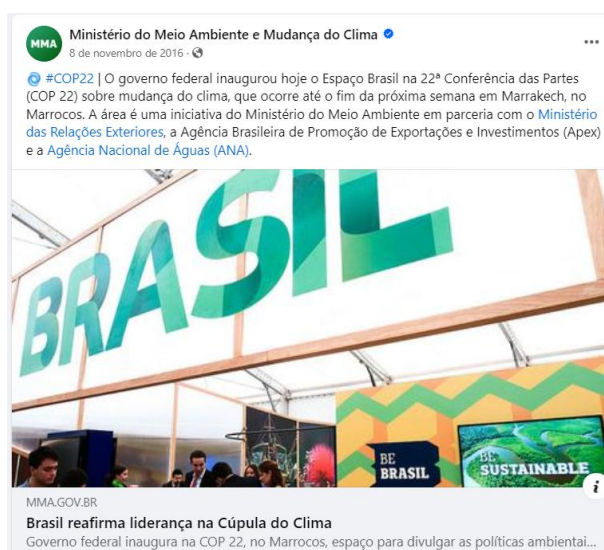 MMA
Ministério do Meio Ambiente e Mudança do Clima
8 de novembro de 2016 ·
#COP22 | O governo federal inaugurou hoje o Espaço Brasil na 22ª Conferência das Partes
(COP 22) sobre mudança do clima, que ocorre até o fim da próxima semana em Marrakech, no
Marrocos. A área é uma iniciativa do Ministério do Meio Ambiente em parceria com o Ministério
das Relações Exteriores, a Agência Brasileira de Promoção de Exportações e Investimentos (Apex)
e a Agência Nacional de Águas (ANA).
BRASIL
BE
BRASIL
BE
SUSTAINABLE
i
MMA.GOV.BR
Brasil reafirma liderança na Cúpula do Clima
Governo federal inaugura na COP 22, no Marrocos, espaço para divulgar as políticas ambientai...